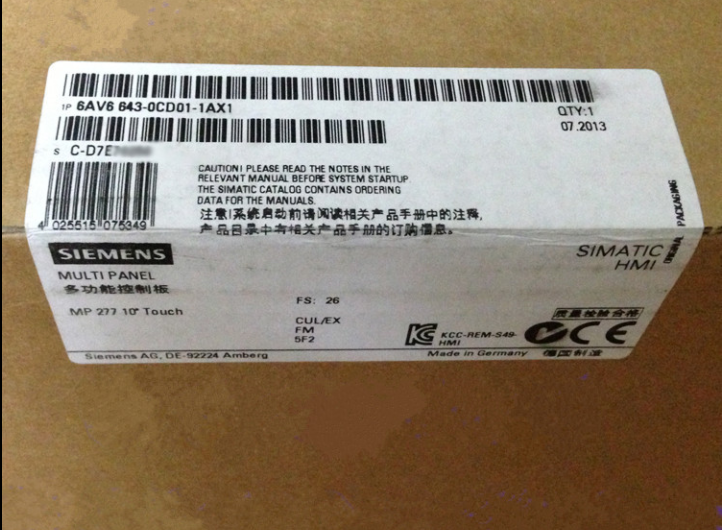 1P 6AV6 643-0CD01-1AX1
QTY:1
07.2013
S C-D7E
CAUTION! PLEASE READ THE NOTES IN THE
RELEVANT MANUAL BEFORE SYSTEM STARTUP
THE SIMATIC CATALOG CONTAINS ORDERING
DATA FOR THE MANUALS.
注意!系统启动前请阅读相关产品手册中的注释,
产品目录中有相关产品手册的订购信息。
4 025515 075349
ORIGINAL PACKAGING
SIEMENS
SIMATIC
HMI
MULTI PANEL
多功能控制板
MP 277 10" Touch
FS: 26
CUL/EX
FM
5F2
KCC-REM-S49-
HMI
质量检验合格
CE
Siemens AG, DE-92224 Amberg
Made in Germany 德国制造